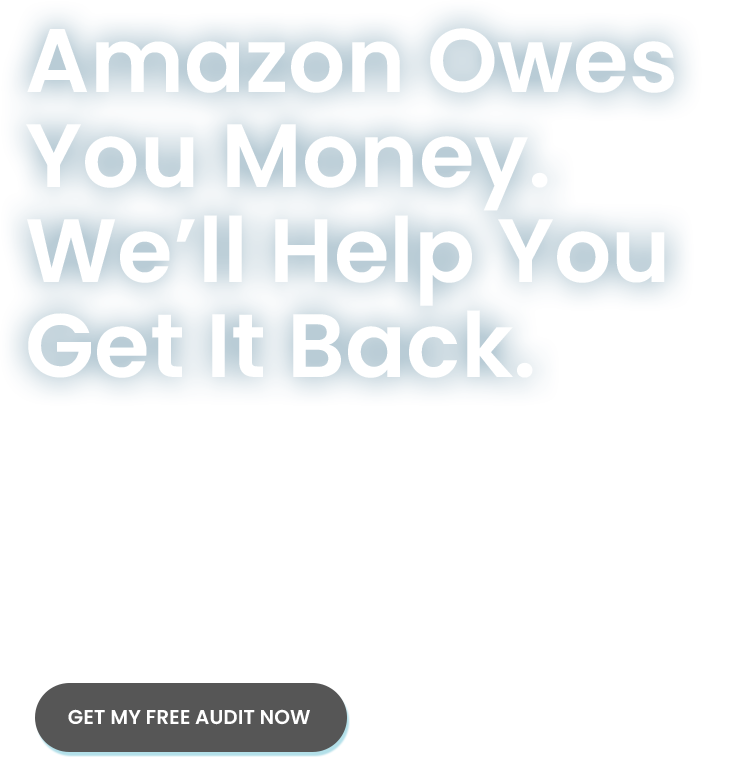 Amazon Owes
You Money.
We’ll Help You
Get It Back.
GET MY FREE AUDIT NOW